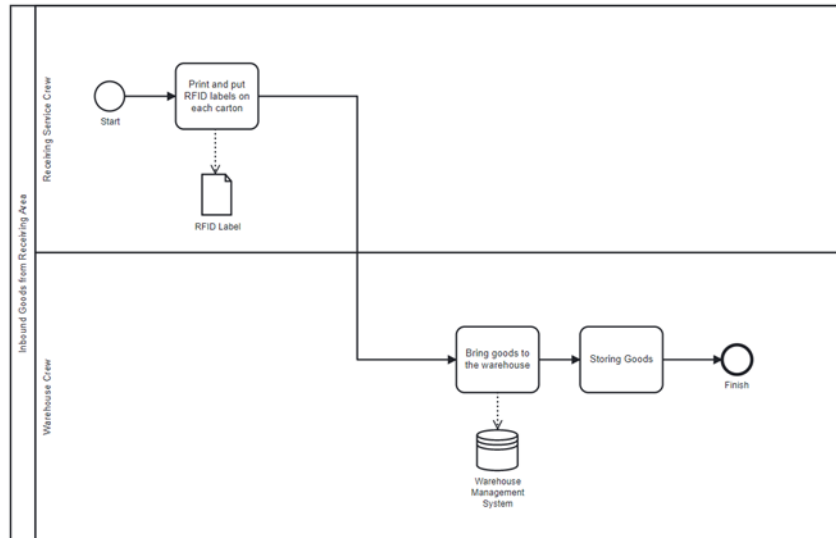 Inbound Goods from Receiving Area
Receiving Service Crew
Start
Print and put
RFID labels on
each carton
RFID Label
Warehouse Crew
Bring goods to
the warehouse
Storing Goods
Finish
Warehouse
Management
System